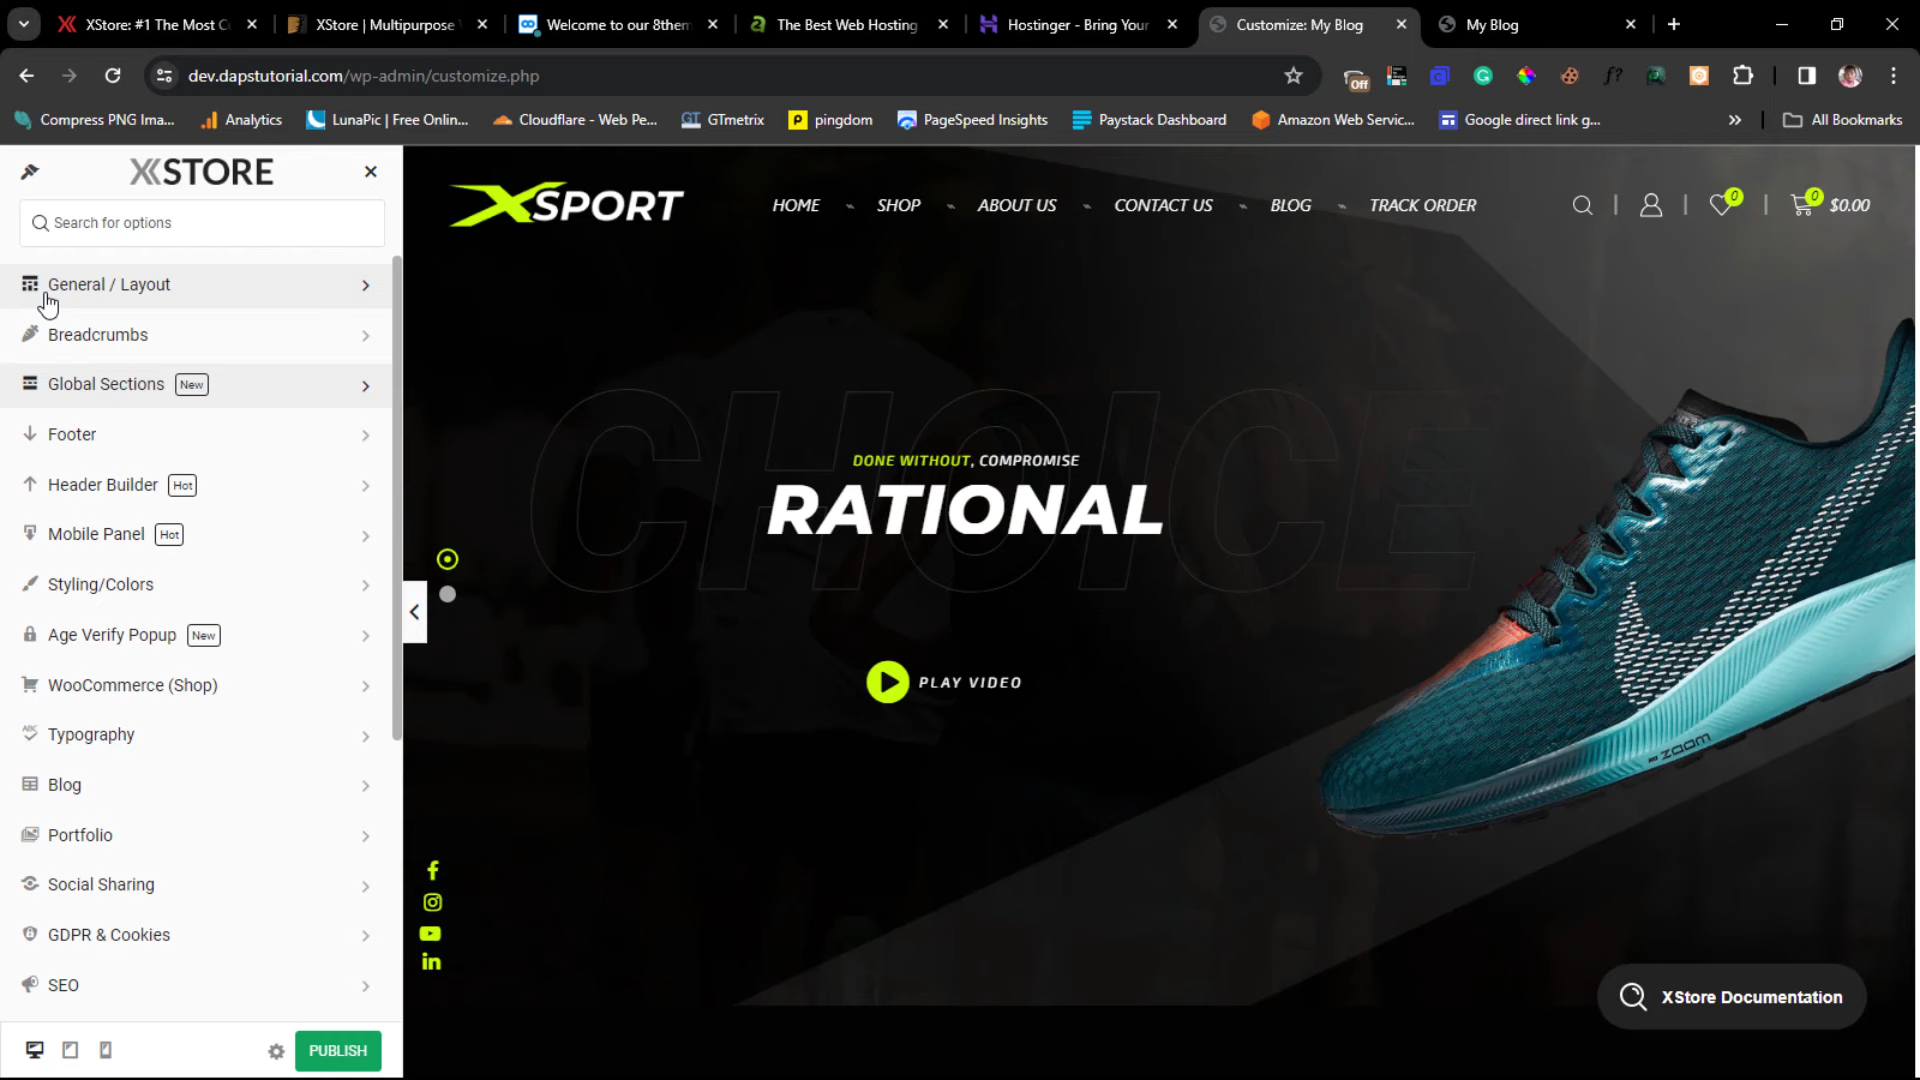 XStore: #1 The Most C
XStore | Multipurpose
Welcome to our 8them
The Best Web Hosting
Hostinger - Bring Your
Customize: My Blog
My Blog
dev.dapstutorial.com/wp-admin/customize.php
Off
f?
Compress PNG Ima...
Analytics
LunaPic | Free Onlin...
Cloudflare - Web Pe...
GT GTmetrix
pingdom
PageSpeed Insights
Paystack Dashboard
Amazon Web Servic...
Google direct link g...
All Bookmarks
XSTORE
Search for options
General / Layout
Breadcrumbs
Global Sections New
Footer
Header Builder Hot
Mobile Panel Hot
Styling/Colors
Age Verify Popup New
WooCommerce (Shop)
Typography
Blog
Portfolio
Social Sharing
GDPR & Cookies
SEO
PUBLISH
XSPORT
HOME
SHOP
ABOUT US
CONTACT US
BLOG
TRACK ORDER
0
0
$0.00
CHOICE
DONE WITHOUT, COMPROMISE
RATIONAL
PLAY VIDEO
ZOOM
XStore Documentation